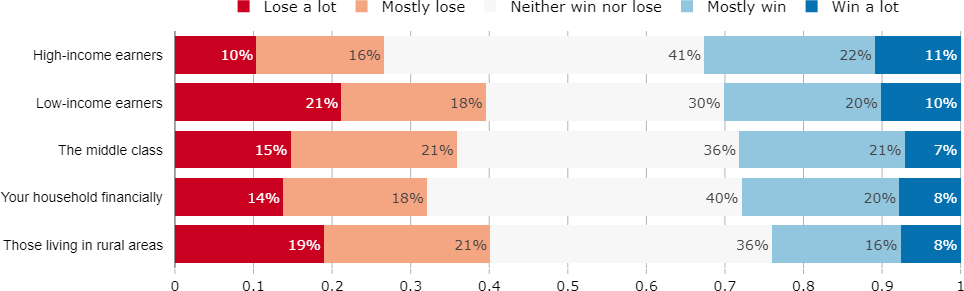 Lose a lot Mostly lose Neither win nor lose Mostly win Win a lot
High-income earners 10% 16% 41% 22% 11%
Low-income earners 21% 18% 30% 20% 10%
The middle class 15% 21% 36% 21% 7%
Your household financially 14% 18% 40% 20% 8%
Those living in rural areas 19% 21% 36% 16% 8%
0 0.1 0.2 0.3 0.4 0.5 0.6 0.7 0.8 0.9 1